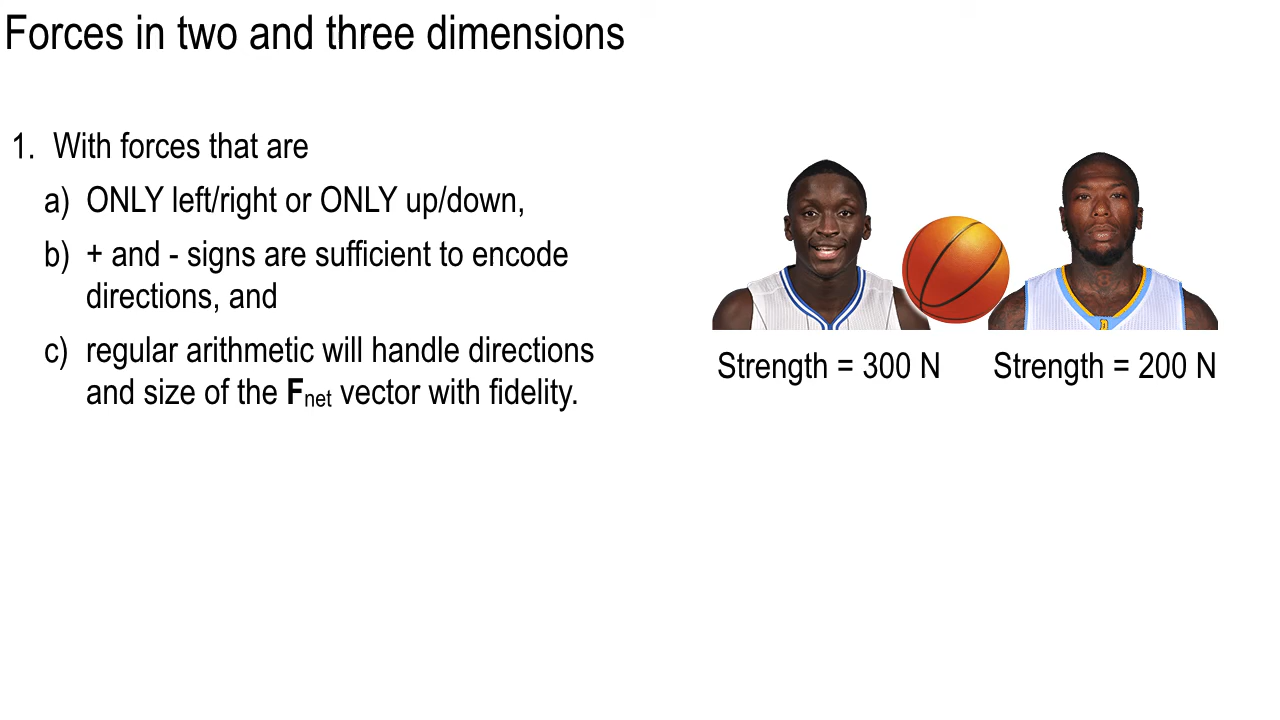 Forces in two and three dimensions
1. With forces that are
a) ONLY left/right or ONLY up/down,
b) + and - signs are sufficient to encode
directions, and
c) regular arithmetic will handle directions
and size of the Fnet vector with fidelity.
Strength = 300 N
Strength = 200 N